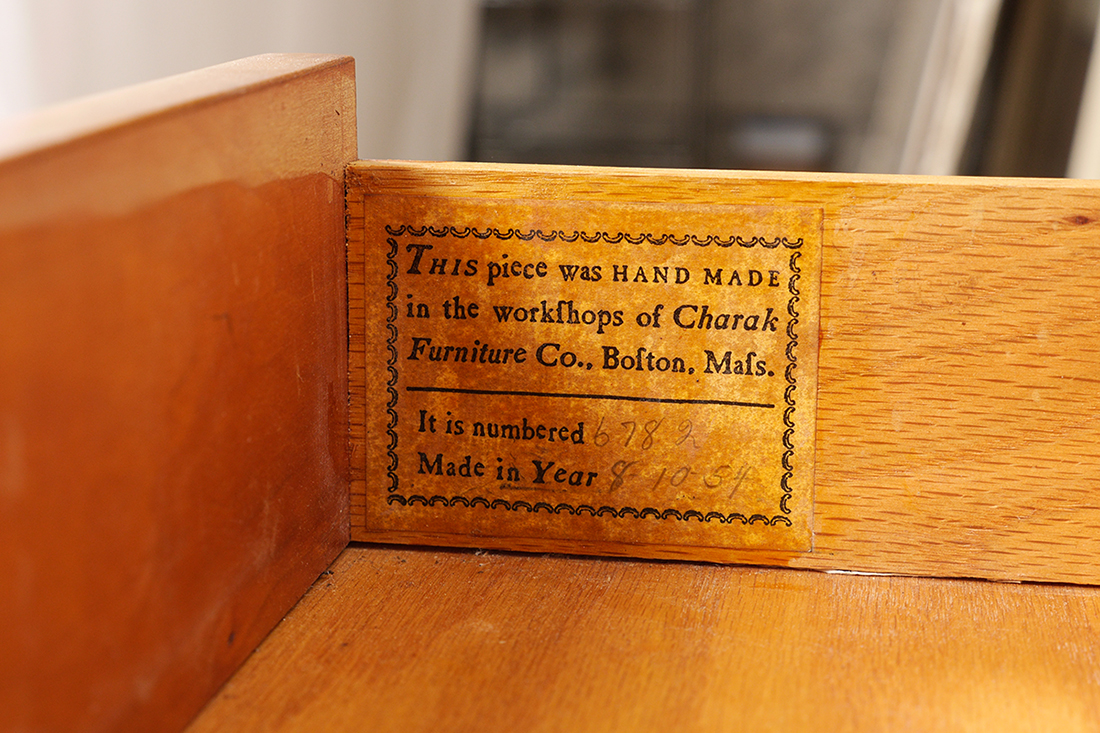 THIS piece was HAND MADE
in the workſhops of Charak
Furniture Co., Boſton, Maſs.
It is numbered 6782
Made in Year 8-10-54